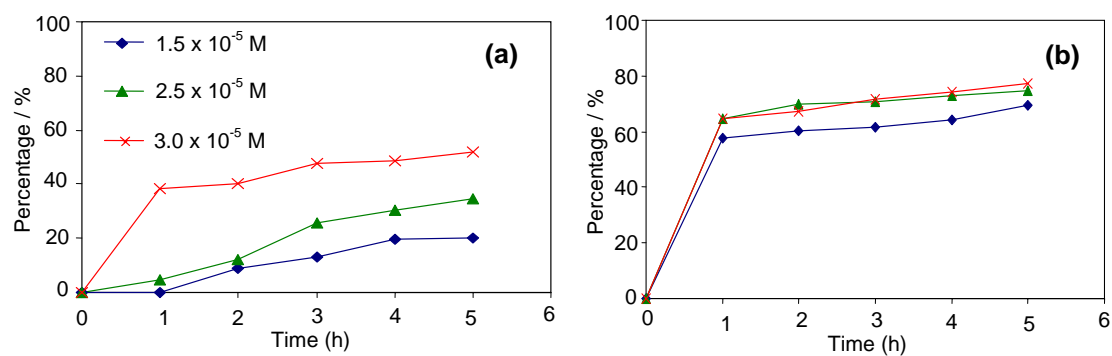 100
80
60
40
20
0
Percentage / %
1.5 x 10⁻⁵ M
2.5 x 10⁻⁵ M
3.0 x 10⁻⁵ M
(a)
0 1 2 3 4 5 6
Time (h)
100
80
60
40
20
0
Percentage / %
(b)
0 1 2 3 4 5 6
Time (h)